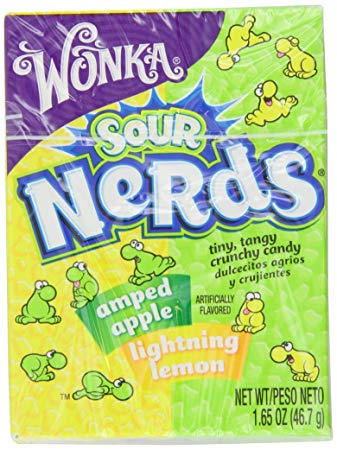 WONKA®
SOUR
NeRdS®
tiny, tangy
crunchy candy
dulcecitos agrios
y crujientes
amped
apple
ARTIFICIALLY
FLAVORED
lightning
lemon
TM
NET WT/PESO NETO
1.65 OZ (46.7 g)